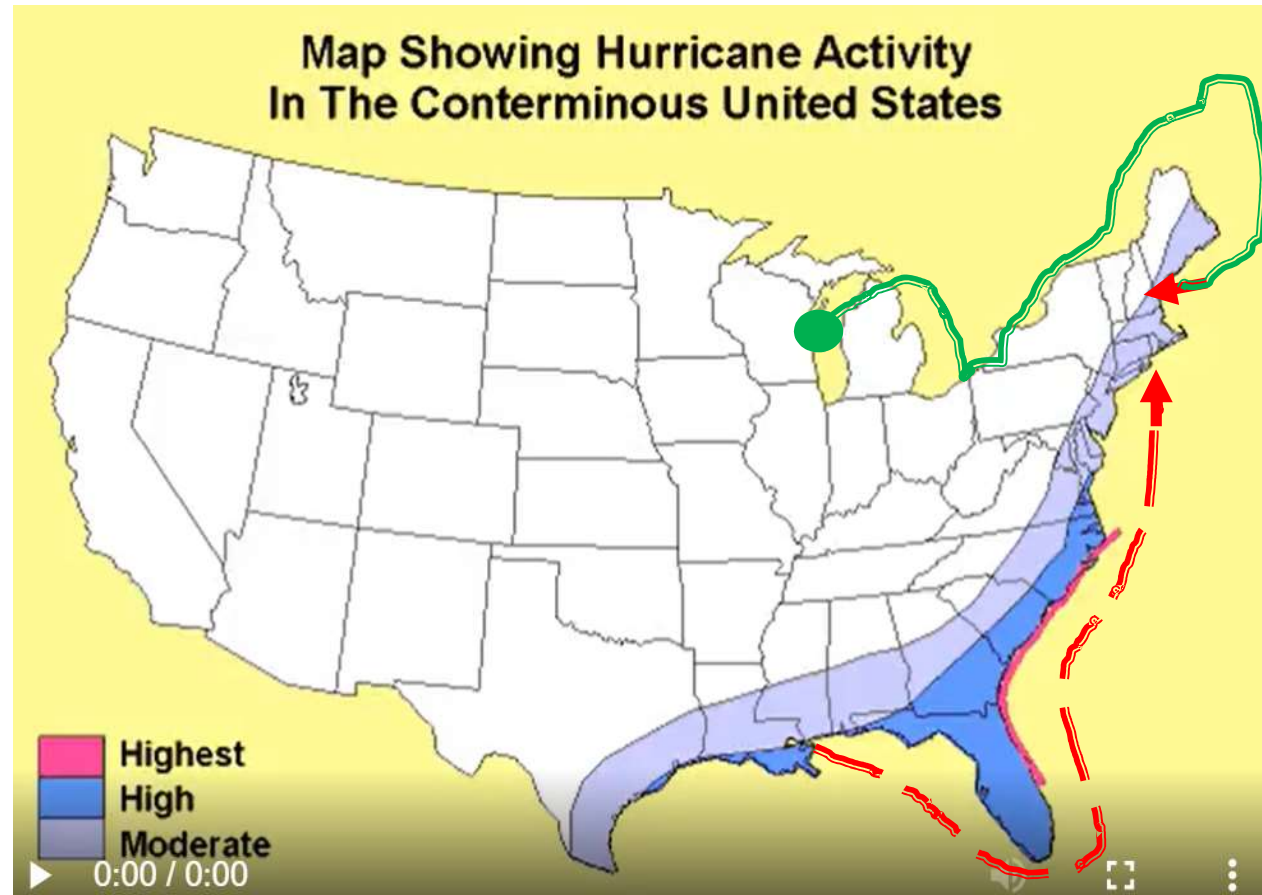 Map Showing Hurricane Activity
In The Conterminous United States
Highest
High
Moderate
0:00 / 0:00